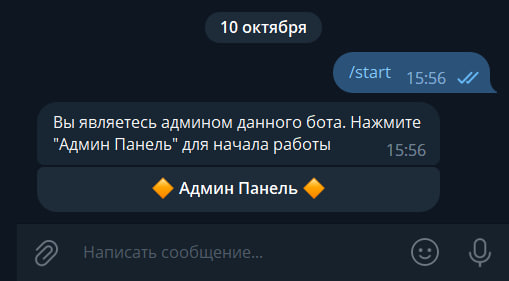 10 октября
/start 15:56
Вы являетесь админом данного бота. Нажмите
"Админ Панель" для начала работы 15:56
🔶 Админ Панель 🔶
Написать сообщение...